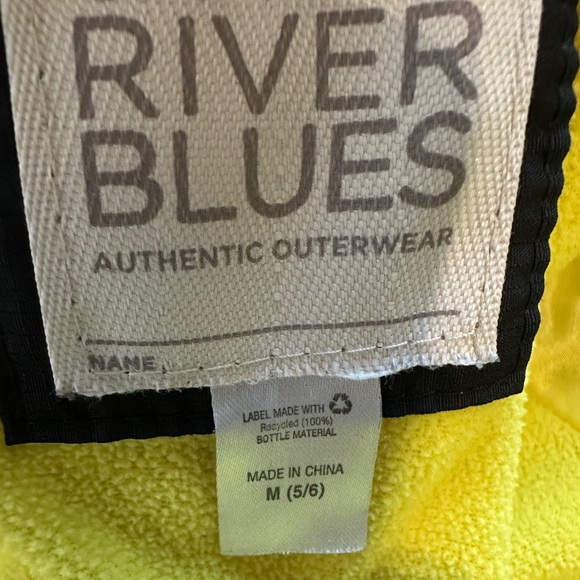 RIVER
BLUES
AUTHENTIC OUTERWEAR
NAME
LABEL MADE WITH
Recycled (100%)
BOTTLE MATERIAL
MADE IN CHINA
M (5/6)